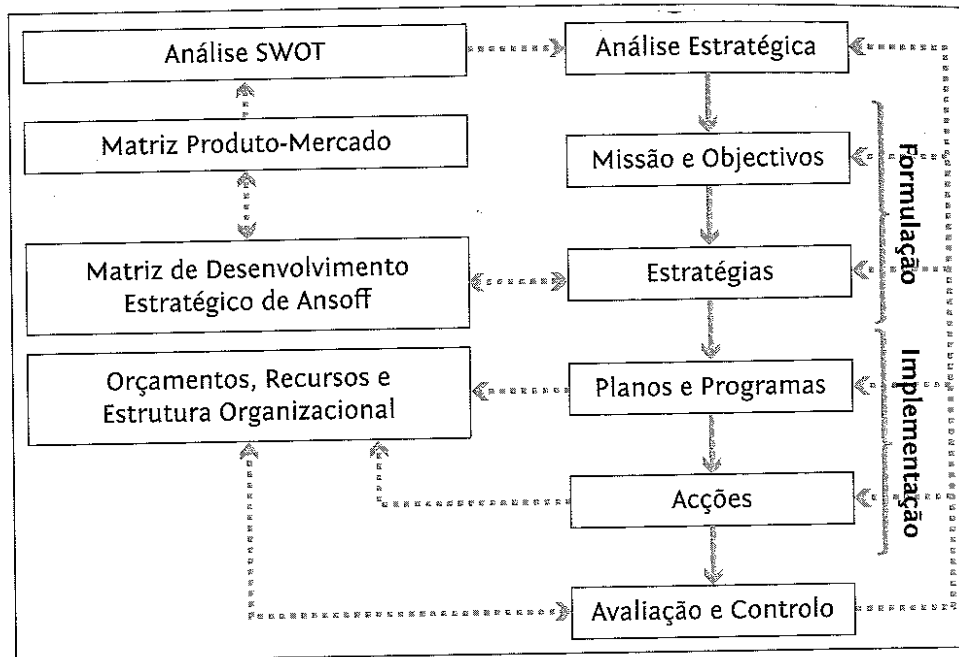 Análise SWOT
Análise Estratégica
Matriz Produto-Mercado
Missão e Objectivos
Matriz de Desenvolvimento
Estratégico de Ansoff
Estratégias
Formulação
Orçamentos, Recursos e
Estrutura Organizacional
Planos e Programas
Acções
Implementação
Avaliação e Controlo